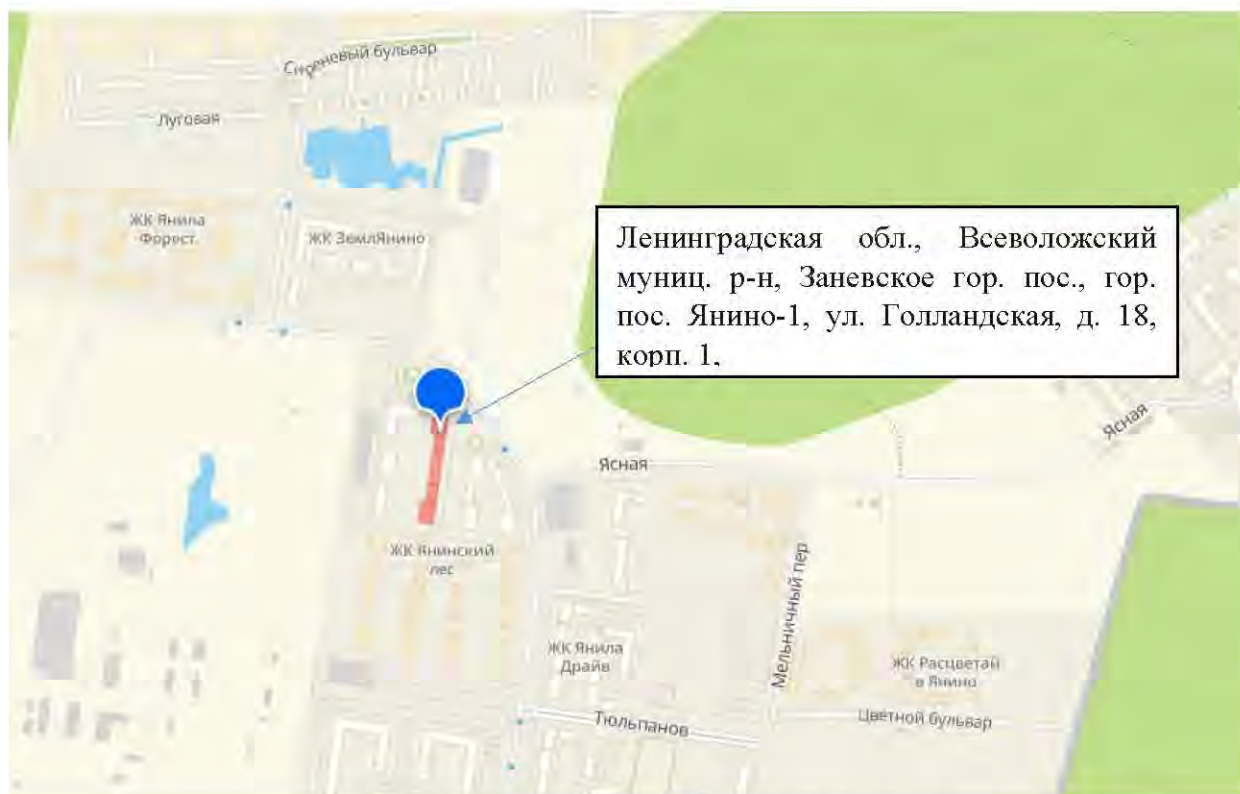 Сиреневый бульвар
Луговая
ЖК Янила
Форест
ЖК ЗемлЯнино
Ленинградская обл., Всеволожский
муниц. р-н, Заневское гор. пос., гор.
пос. Янино-1, ул. Голландская, д. 18,
корп. 1,
Ясная
Ясная
ЖК Янинский
лес
Мельничный пер
ЖК Янила
Драйв
ЖК Расцветай
в Янино
Тюльпанов
Цветной бульвар